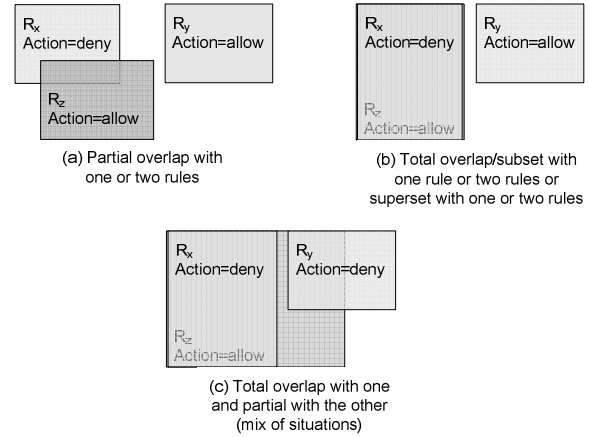 Rx
Action=deny
Ry
Action=allow
Rz
Action=allow
(a) Partial overlap with
one or two rules
Rx
Action=deny
Ry
Action=allow
Rz
Action=allow
(b) Total overlap/subset with
one rule or two rules or
superset with one or two rules
Rx
Action=deny
Ry
Action=deny
Rz
Action=allow
(c) Total overlap with one
and partial with the other
(mix of situations)